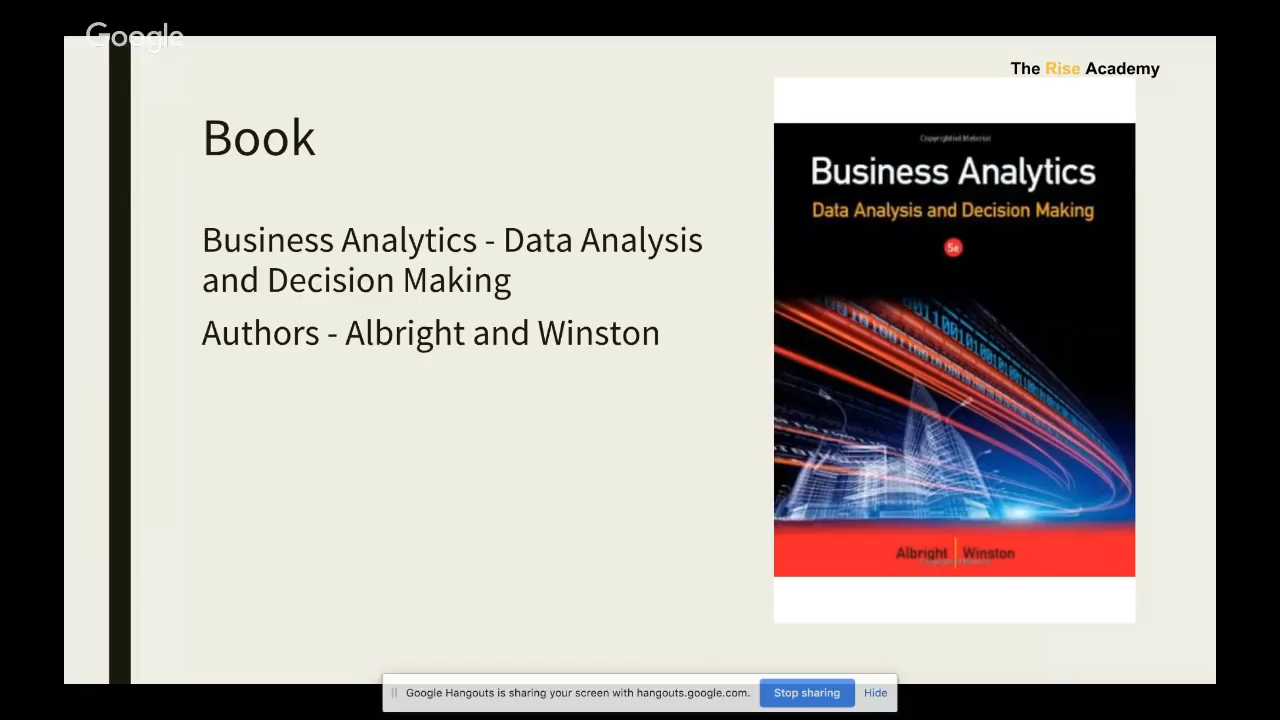 Google
The Rise Academy
Book
Business Analytics - Data Analysis
and Decision Making
Authors - Albright and Winston
Copyrighted Material
Business Analytics
Data Analysis and Decision Making
5e
Albright Winston
Google Hangouts is sharing your screen with hangouts.google.com. Stop sharing Hide